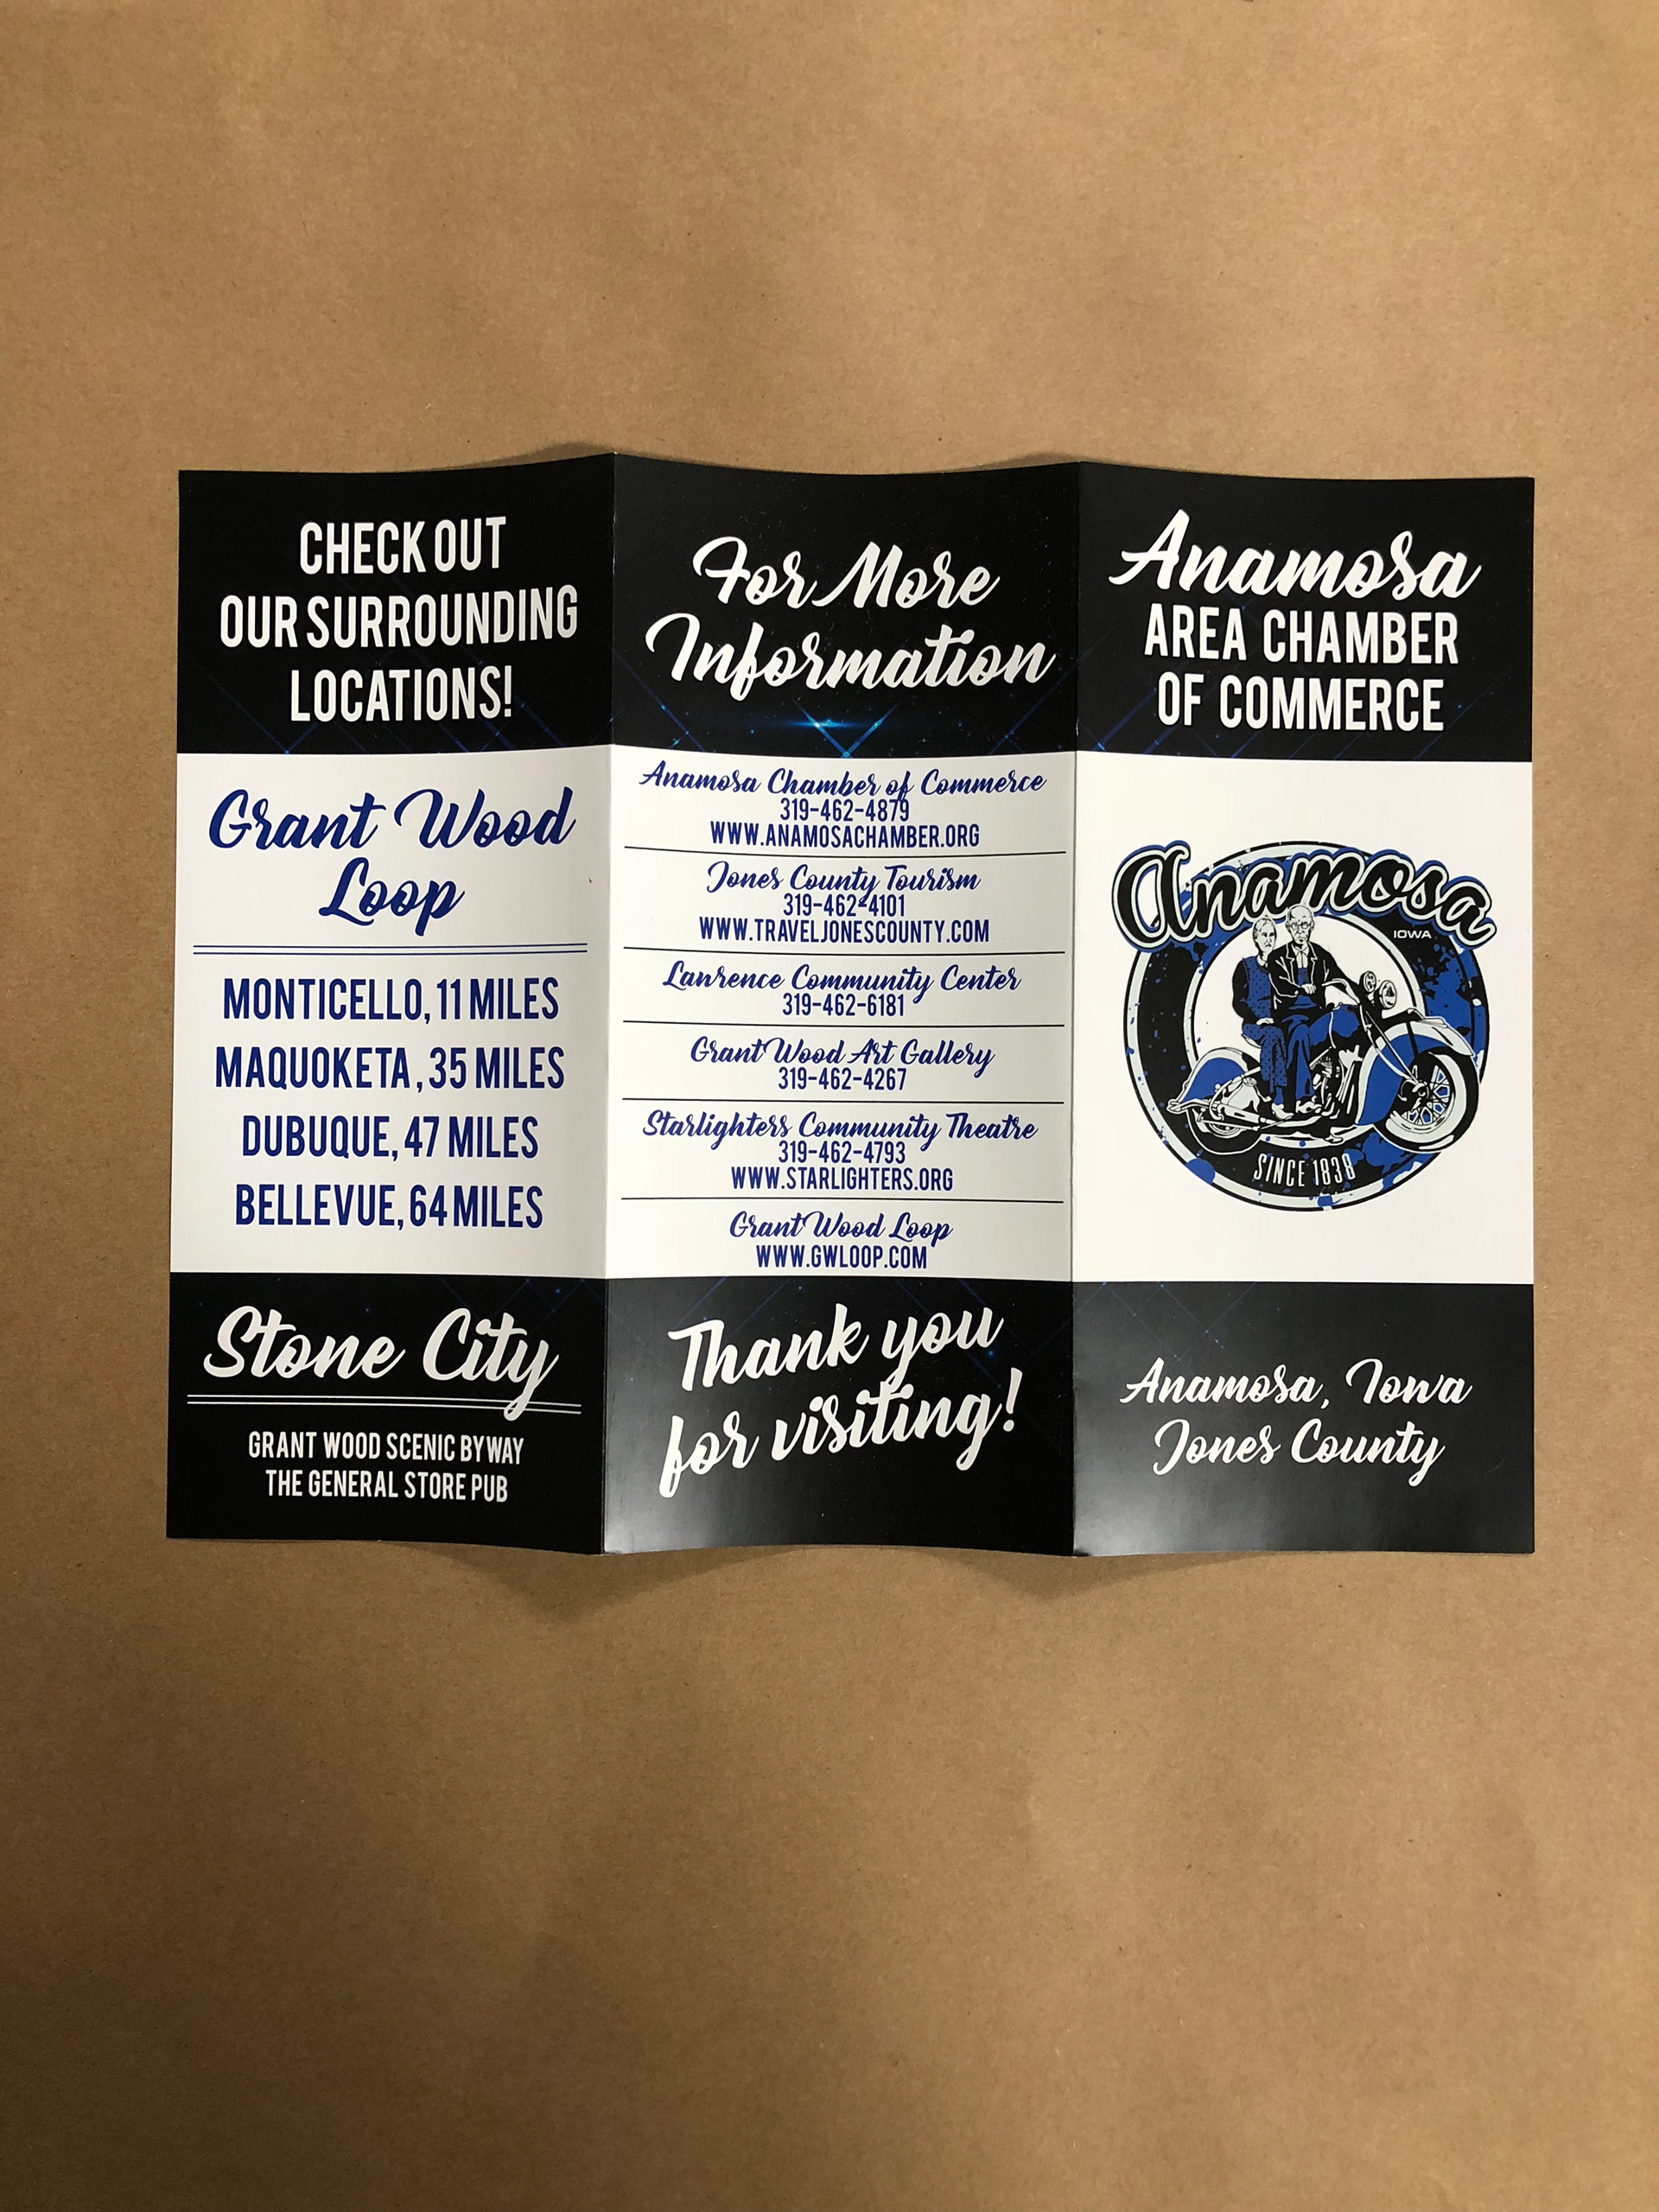 CHECK OUT
OUR SURROUNDING
LOCATIONS!
Grant Wood
Loop
MONTICELLO, 11 MILES
MAQUOKETA, 35 MILES
DUBUQUE, 47 MILES
BELLEVUE, 64 MILES
Stone City
GRANT WOOD SCENIC BYWAY
THE GENERAL STORE PUB
For More
Information
Anamosa Chamber of Commerce
319-462-4879
WWW.ANAMOSACHAMBER.ORG
Jones County Tourism
319-462-4101
WWW.TRAVELJONESCOUNTY.COM
Lawrence Community Center
319-462-6181
Grant Wood Art Gallery
319-462-4267
Starlighters Community Theatre
319-462-4793
WWW.STARLIGHTERS.ORG
Grant Wood Loop
WWW.GWLOOP.COM
Thank you
for visiting!
Anamosa
AREA CHAMBER
OF COMMERCE
Anamosa
IOWA
SINCE 1838
Anamosa, Iowa
Jones County